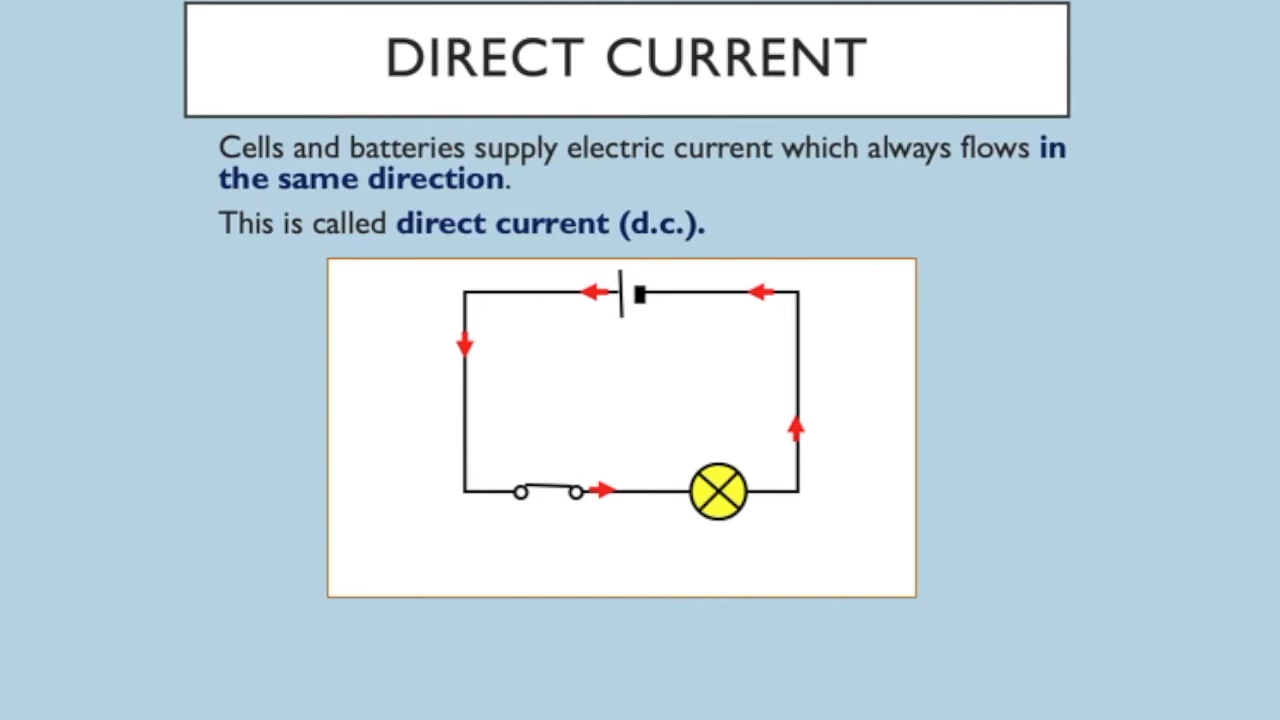 DIRECT CURRENT
Cells and batteries supply electric current which always flows in
the same direction.
This is called direct current (d.c.).